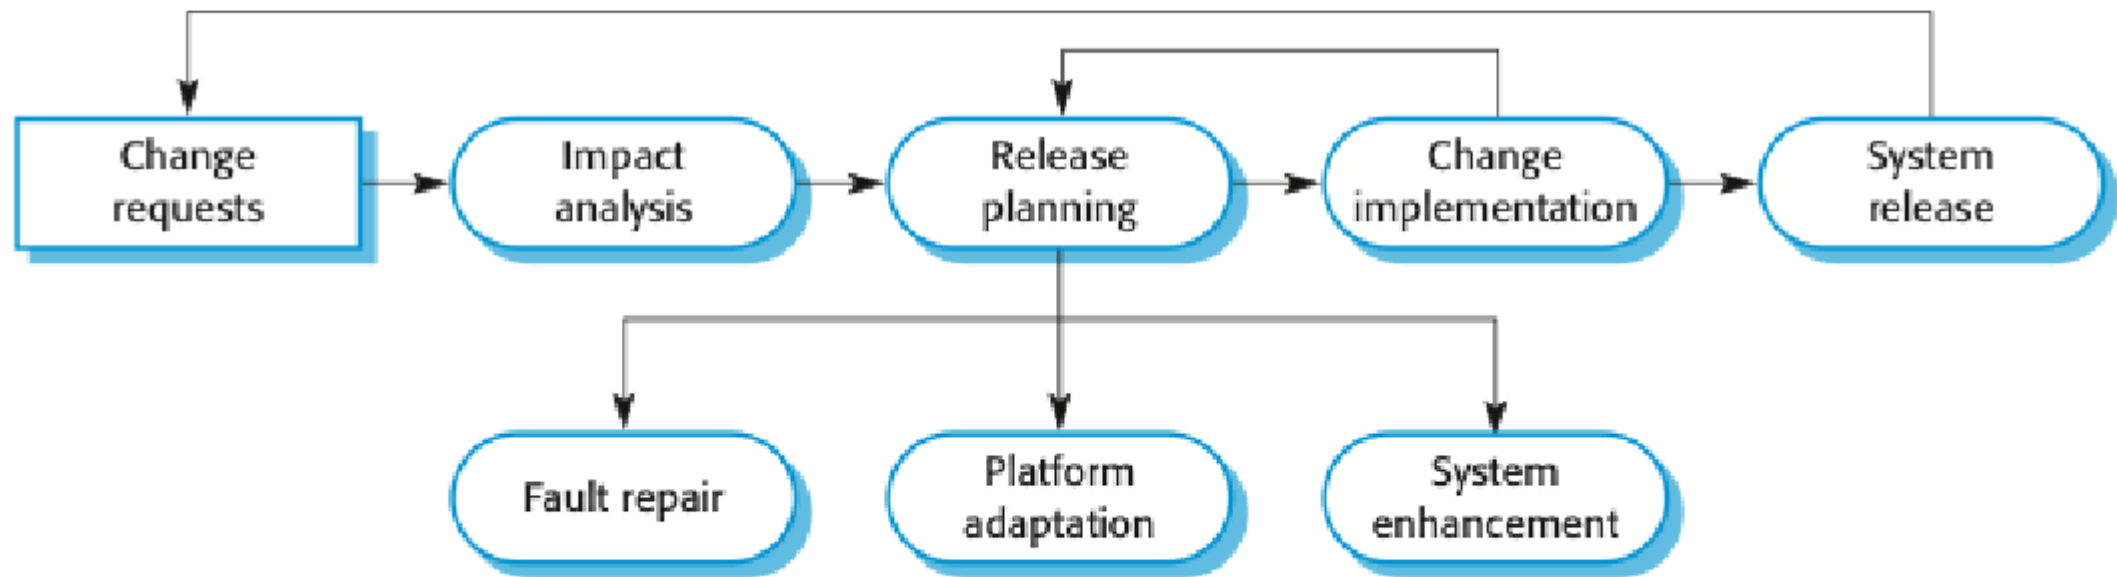 Change
requests
Impact
analysis
Release
planning
Change
implementation
System
release
Fault repair
Platform
adaptation
System
enhancement